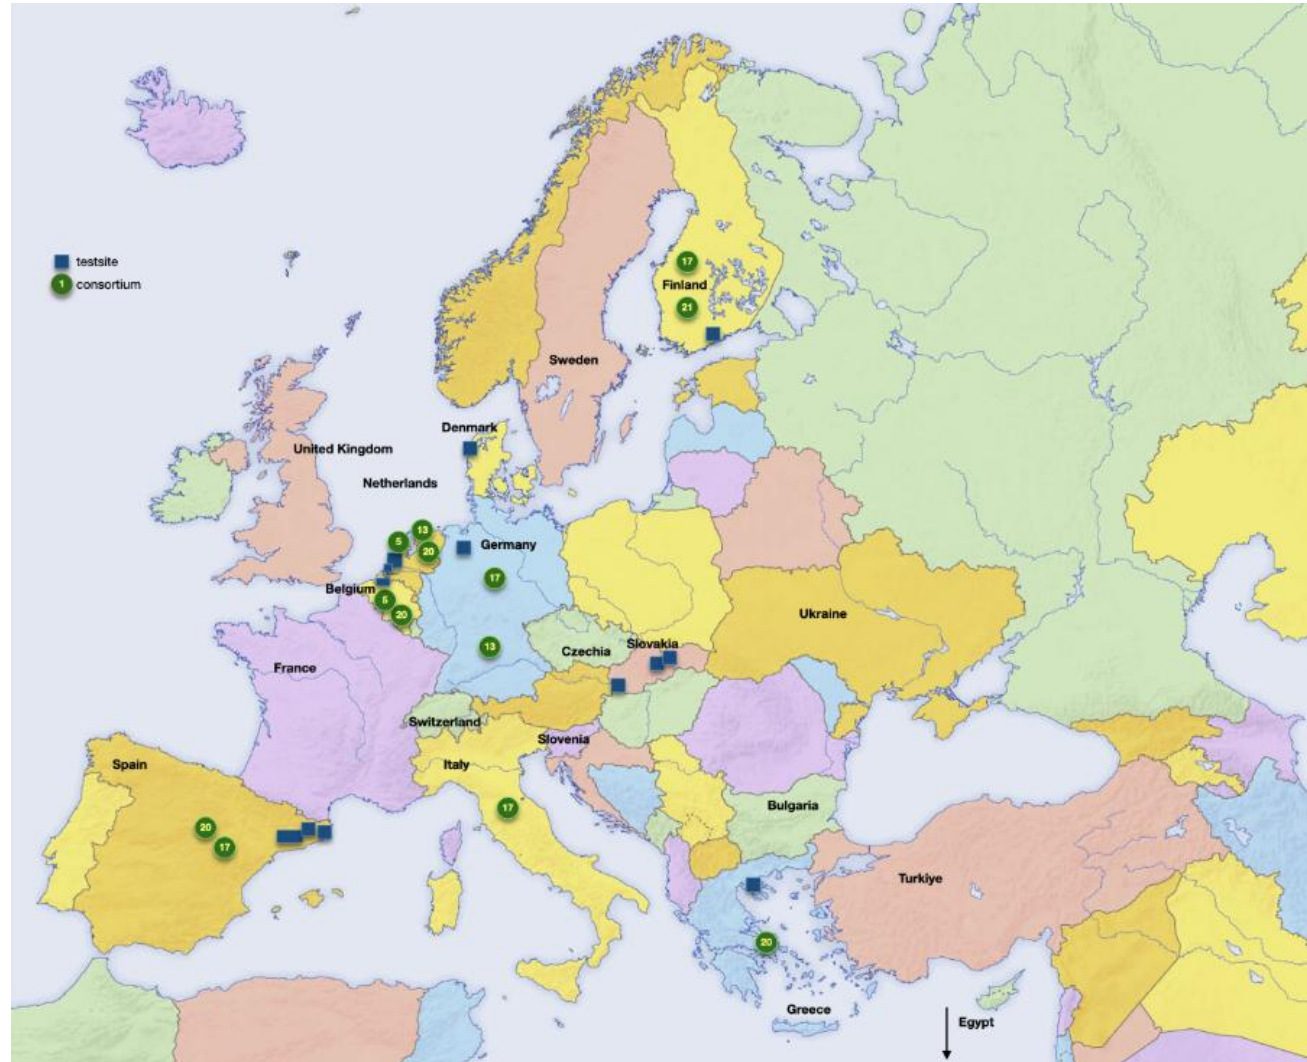 testsite
1 consortium
17
Finland
21
Sweden
Denmark
United Kingdom
Netherlands
13
5
20
Germany
17
Belgium
5
20
Ukraine
13
Czechia
Slovakia
France
Switzerland
Slovenia
Spain
Italy
17
Bulgaria
20
17
Turkiye
20
Greece
Egypt